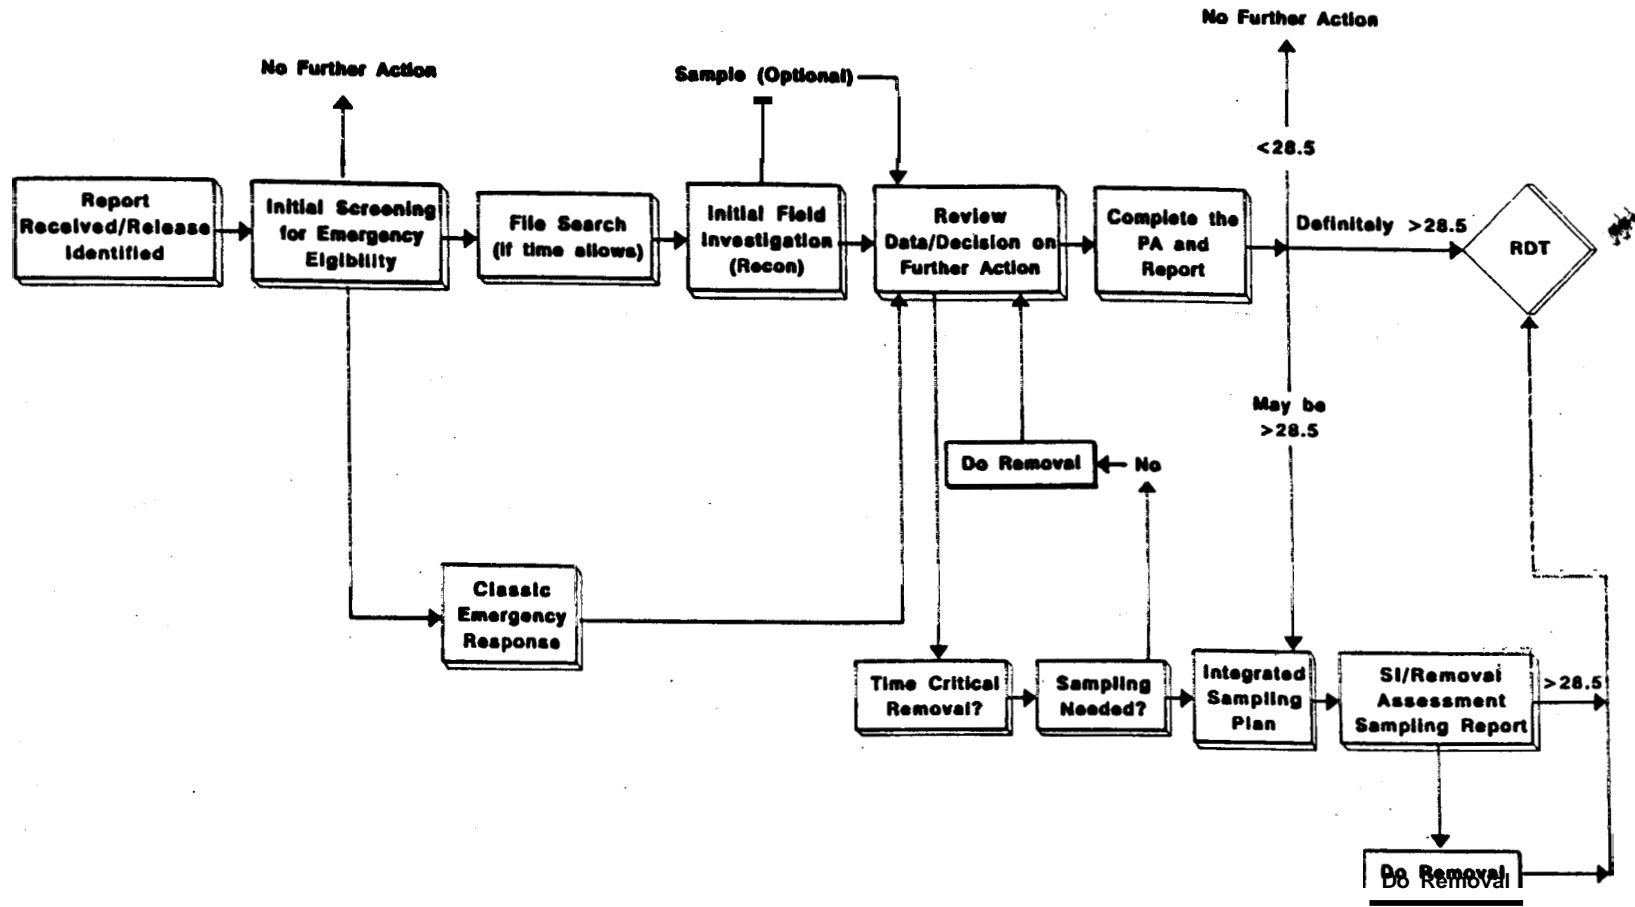 No Further Action
No Further Action
Sample (Optional)
<28.5
Report
Received/Release
Identified
Initial Screening
for Emergency
Elgibility
File Search
(if time allows)
Initial Field
Investigation
(Recon)
Review
Data/Decision on
Further Action
Complete the
PA and
Report
Definitely >28.5
RDT
May be
>28.5
Do Removal
No
Classic
Emergency
Response
Time Critical
Removal?
Sampling
Needed?
Integrated
Sampling
Plan
SI/Removal
Assessment
Sampling Report
>28.5
Do Removal
Do Removal